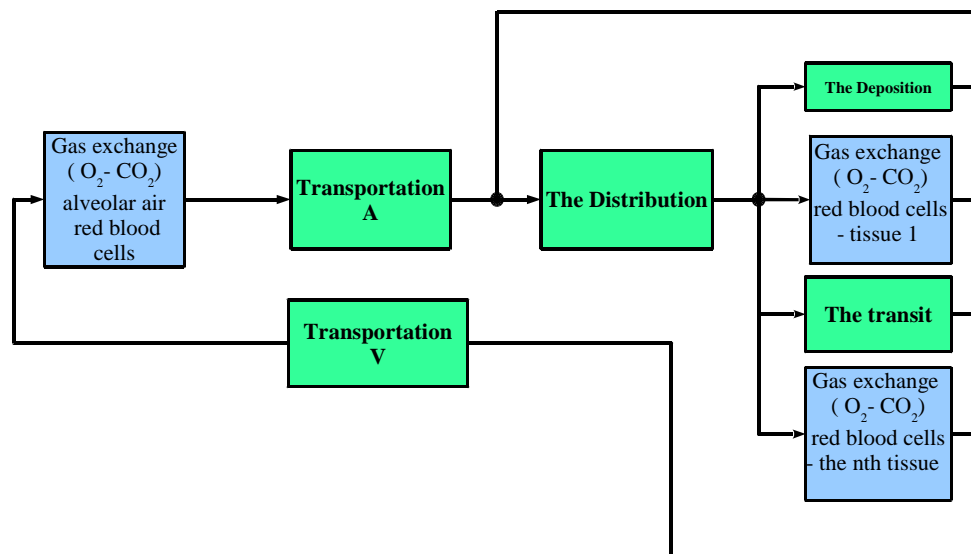 Gas exchange
( O₂- CO₂)
alveolar air
red blood
cells
Transportation
A
The Distribution
The Deposition
Gas exchange
( O₂- CO₂)
red blood cells
- tissue 1
The transit
Gas exchange
( O₂- CO₂)
red blood cells
- the nth tissue
Transportation
V